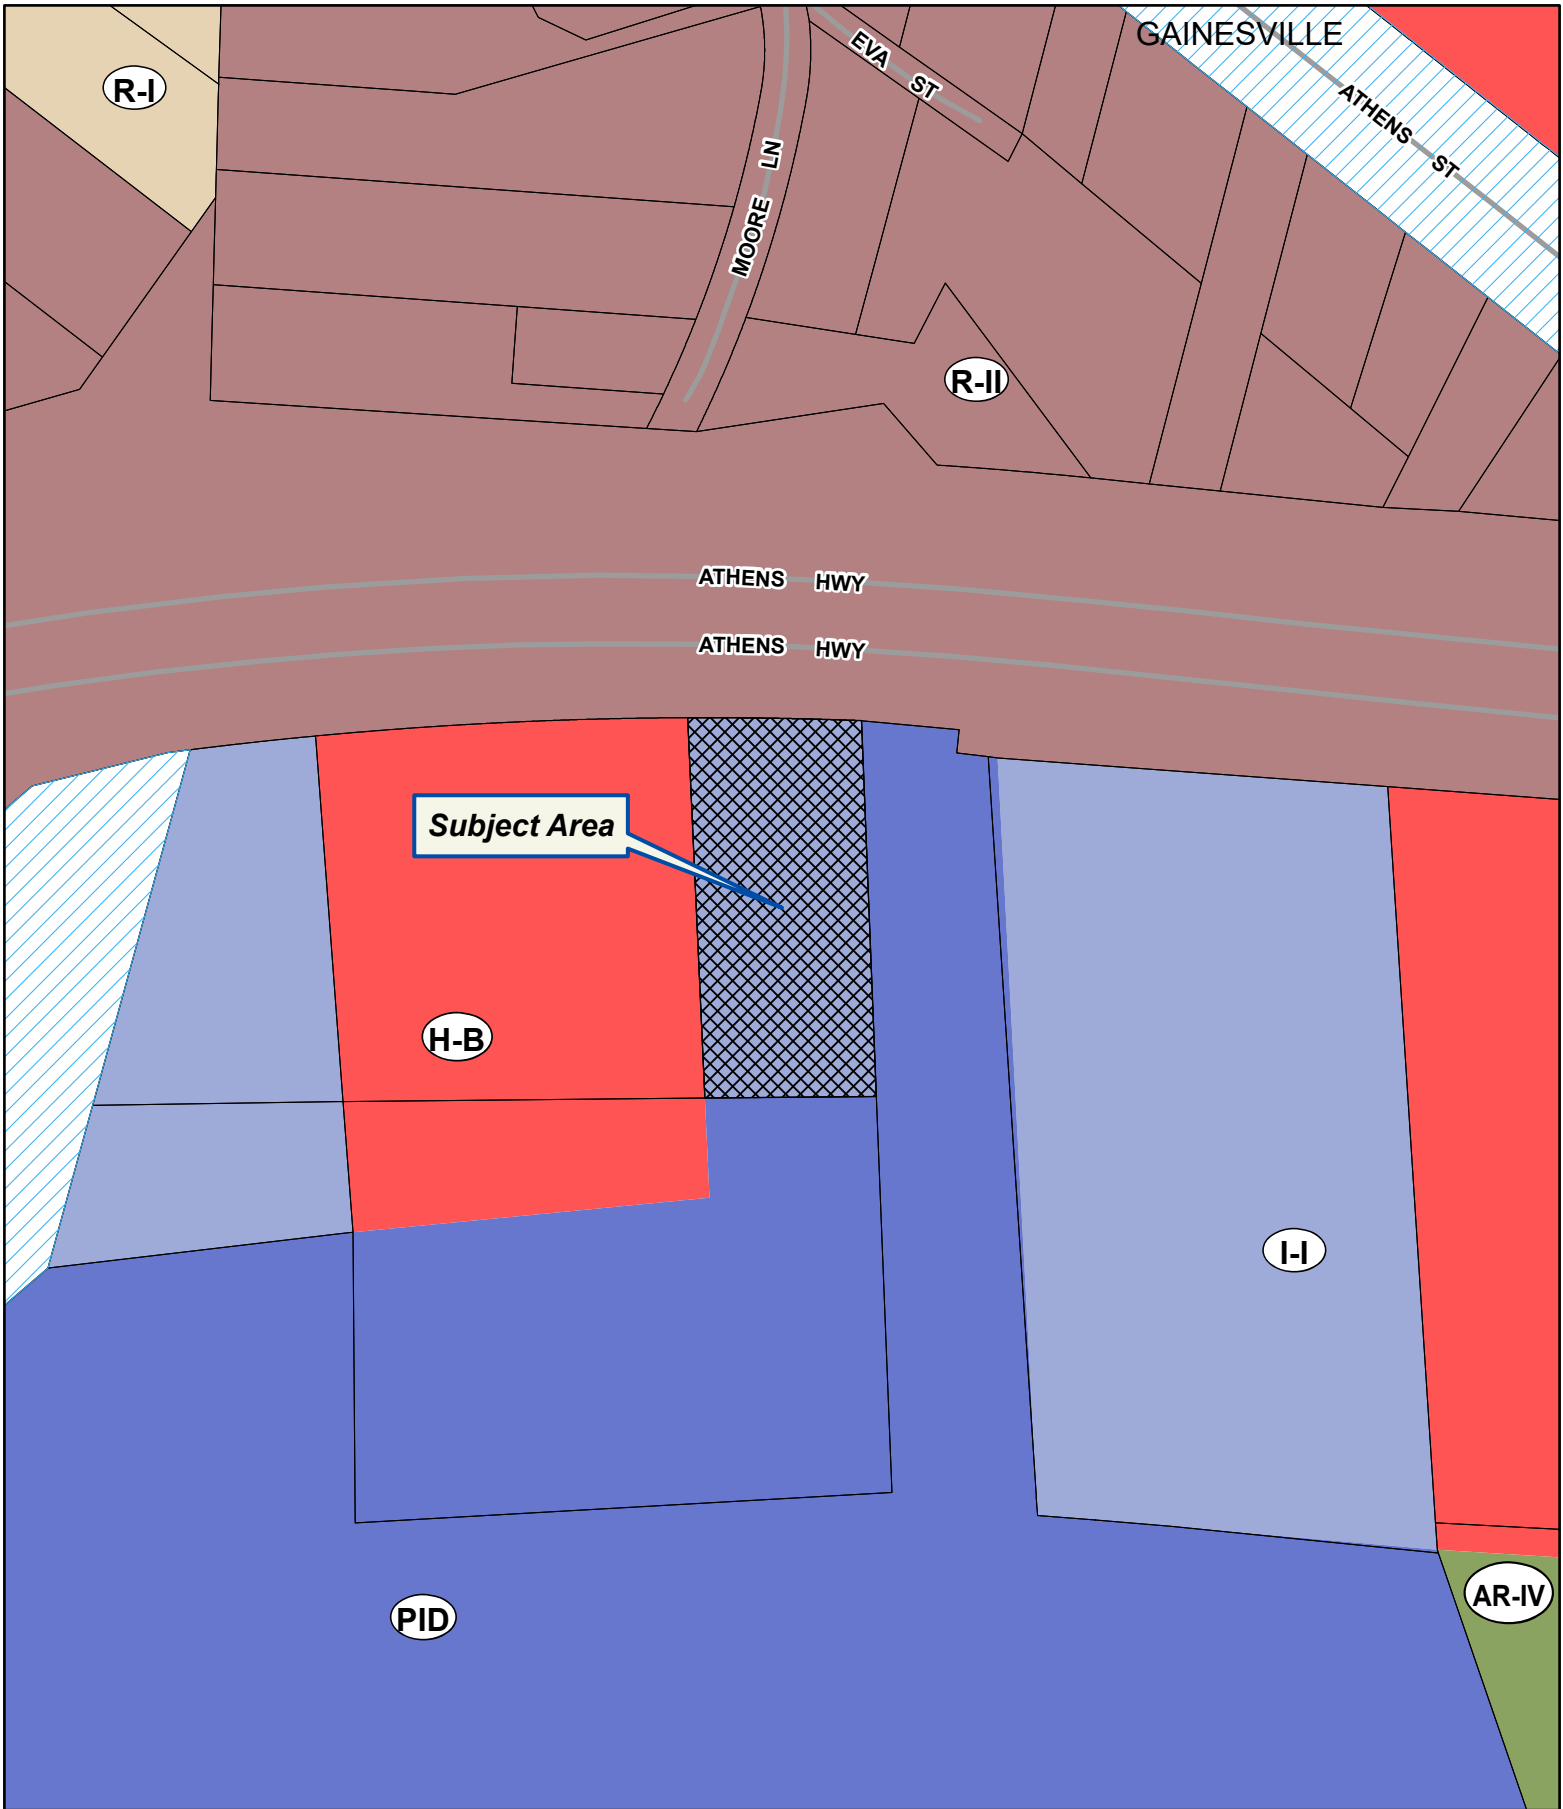 GAINESVILLE
EVA ST
R-I
ATHENS ST
MOORE LN
R-II
ATHENS HWY
ATHENS HWY
Subject Area
H-B
I-I
AR-IV
PID